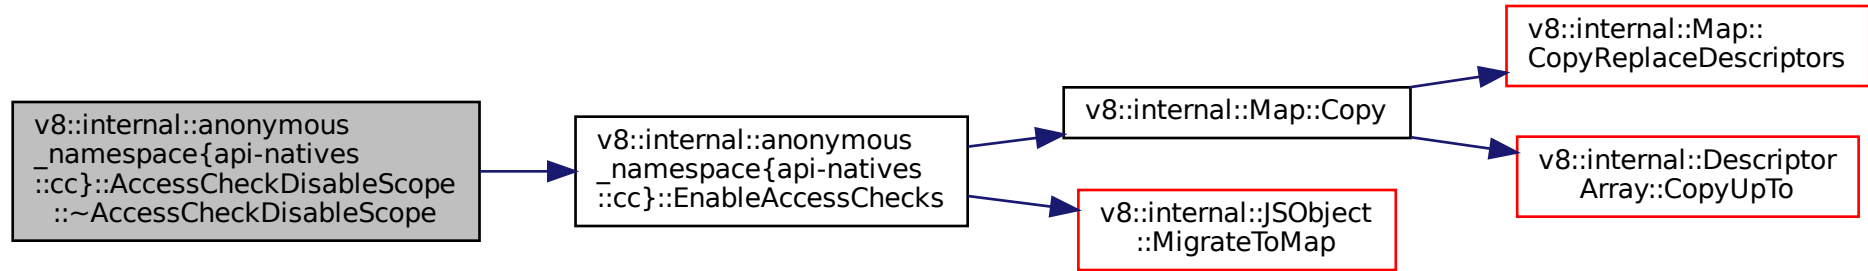 v8::internal::anonymous
_namespace{api-natives
::cc}::AccessCheckDisableScope
::~AccessCheckDisableScope
v8::internal::anonymous
_namespace{api-natives
::cc}::EnableAccessChecks
v8::internal::Map::Copy
v8::internal::JSObject
::MigrateToMap
v8::internal::Map::
CopyReplaceDescriptors
v8::internal::Descriptor
Array::CopyUpTo